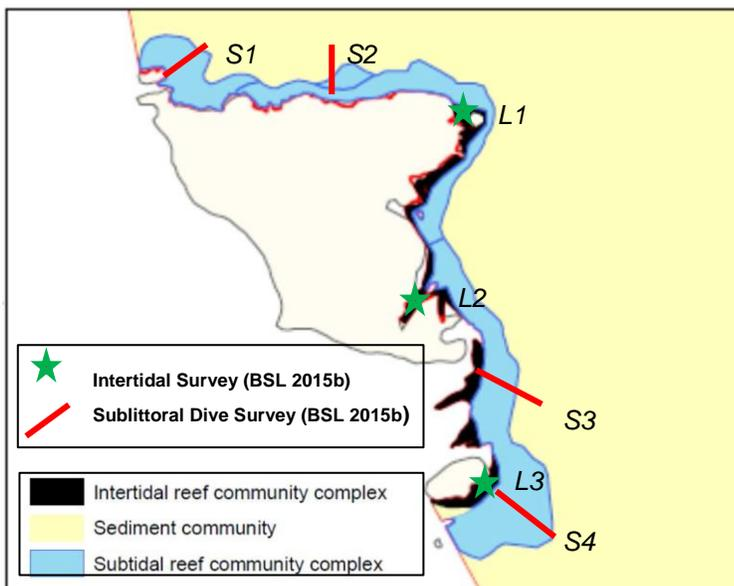 S1
S2
L1
L2
Intertidal Survey (BSL 2015b)
Sublittoral Dive Survey (BSL 2015b)
S3
Intertidal reef community complex
L3
Sediment community
Subtidal reef community complex
S4